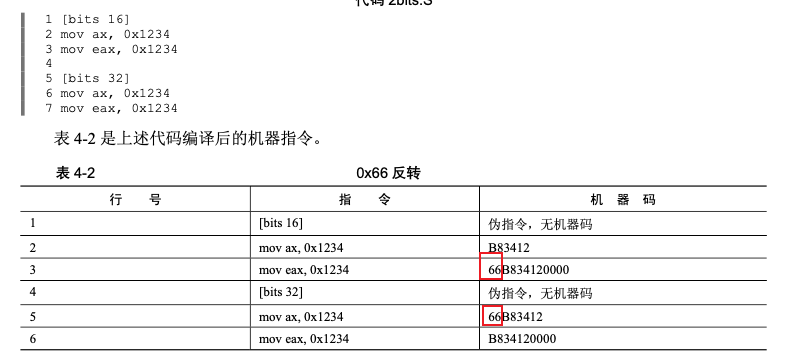 代码 2bits.S
1 [bits 16]
2 mov ax, 0x1234
3 mov eax, 0x1234
4
5 [bits 32]
6 mov ax, 0x1234
7 mov eax, 0x1234
表 4-2 是上述代码编译后的机器指令。
表 4-2 0x66 反转
行 号 指 令 机 器 码
1 [bits 16] 伪指令，无机器码
2 mov ax, 0x1234 B83412
3 mov eax, 0x1234 66B834120000
4 [bits 32] 伪指令，无机器码
5 mov ax, 0x1234 66B83412
6 mov eax, 0x1234 B834120000